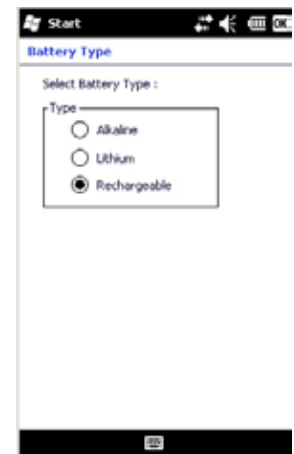 Start
OK
Battery Type
Select Battery Type :
Type
Alkaline
Lithium
Rechargeable